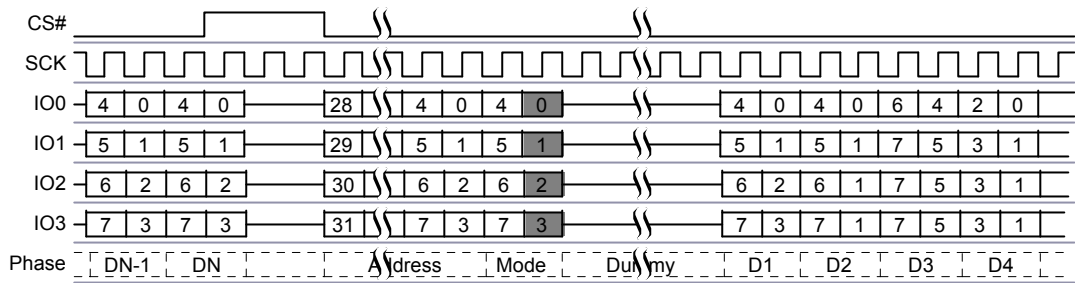 CS#
SCK
IO0 4 0 4 0 28 4 0 4 0 4 0 4 0 6 4 2 0
IO1 5 1 5 1 29 5 1 5 1 5 1 5 1 7 5 3 1
IO2 6 2 6 2 30 6 2 6 2 6 2 6 1 7 5 3 1
IO3 7 3 7 3 31 7 3 7 3 7 3 7 1 7 5 3 1
Phase DN-1 DN Address Mode Dummy D1 D2 D3 D4